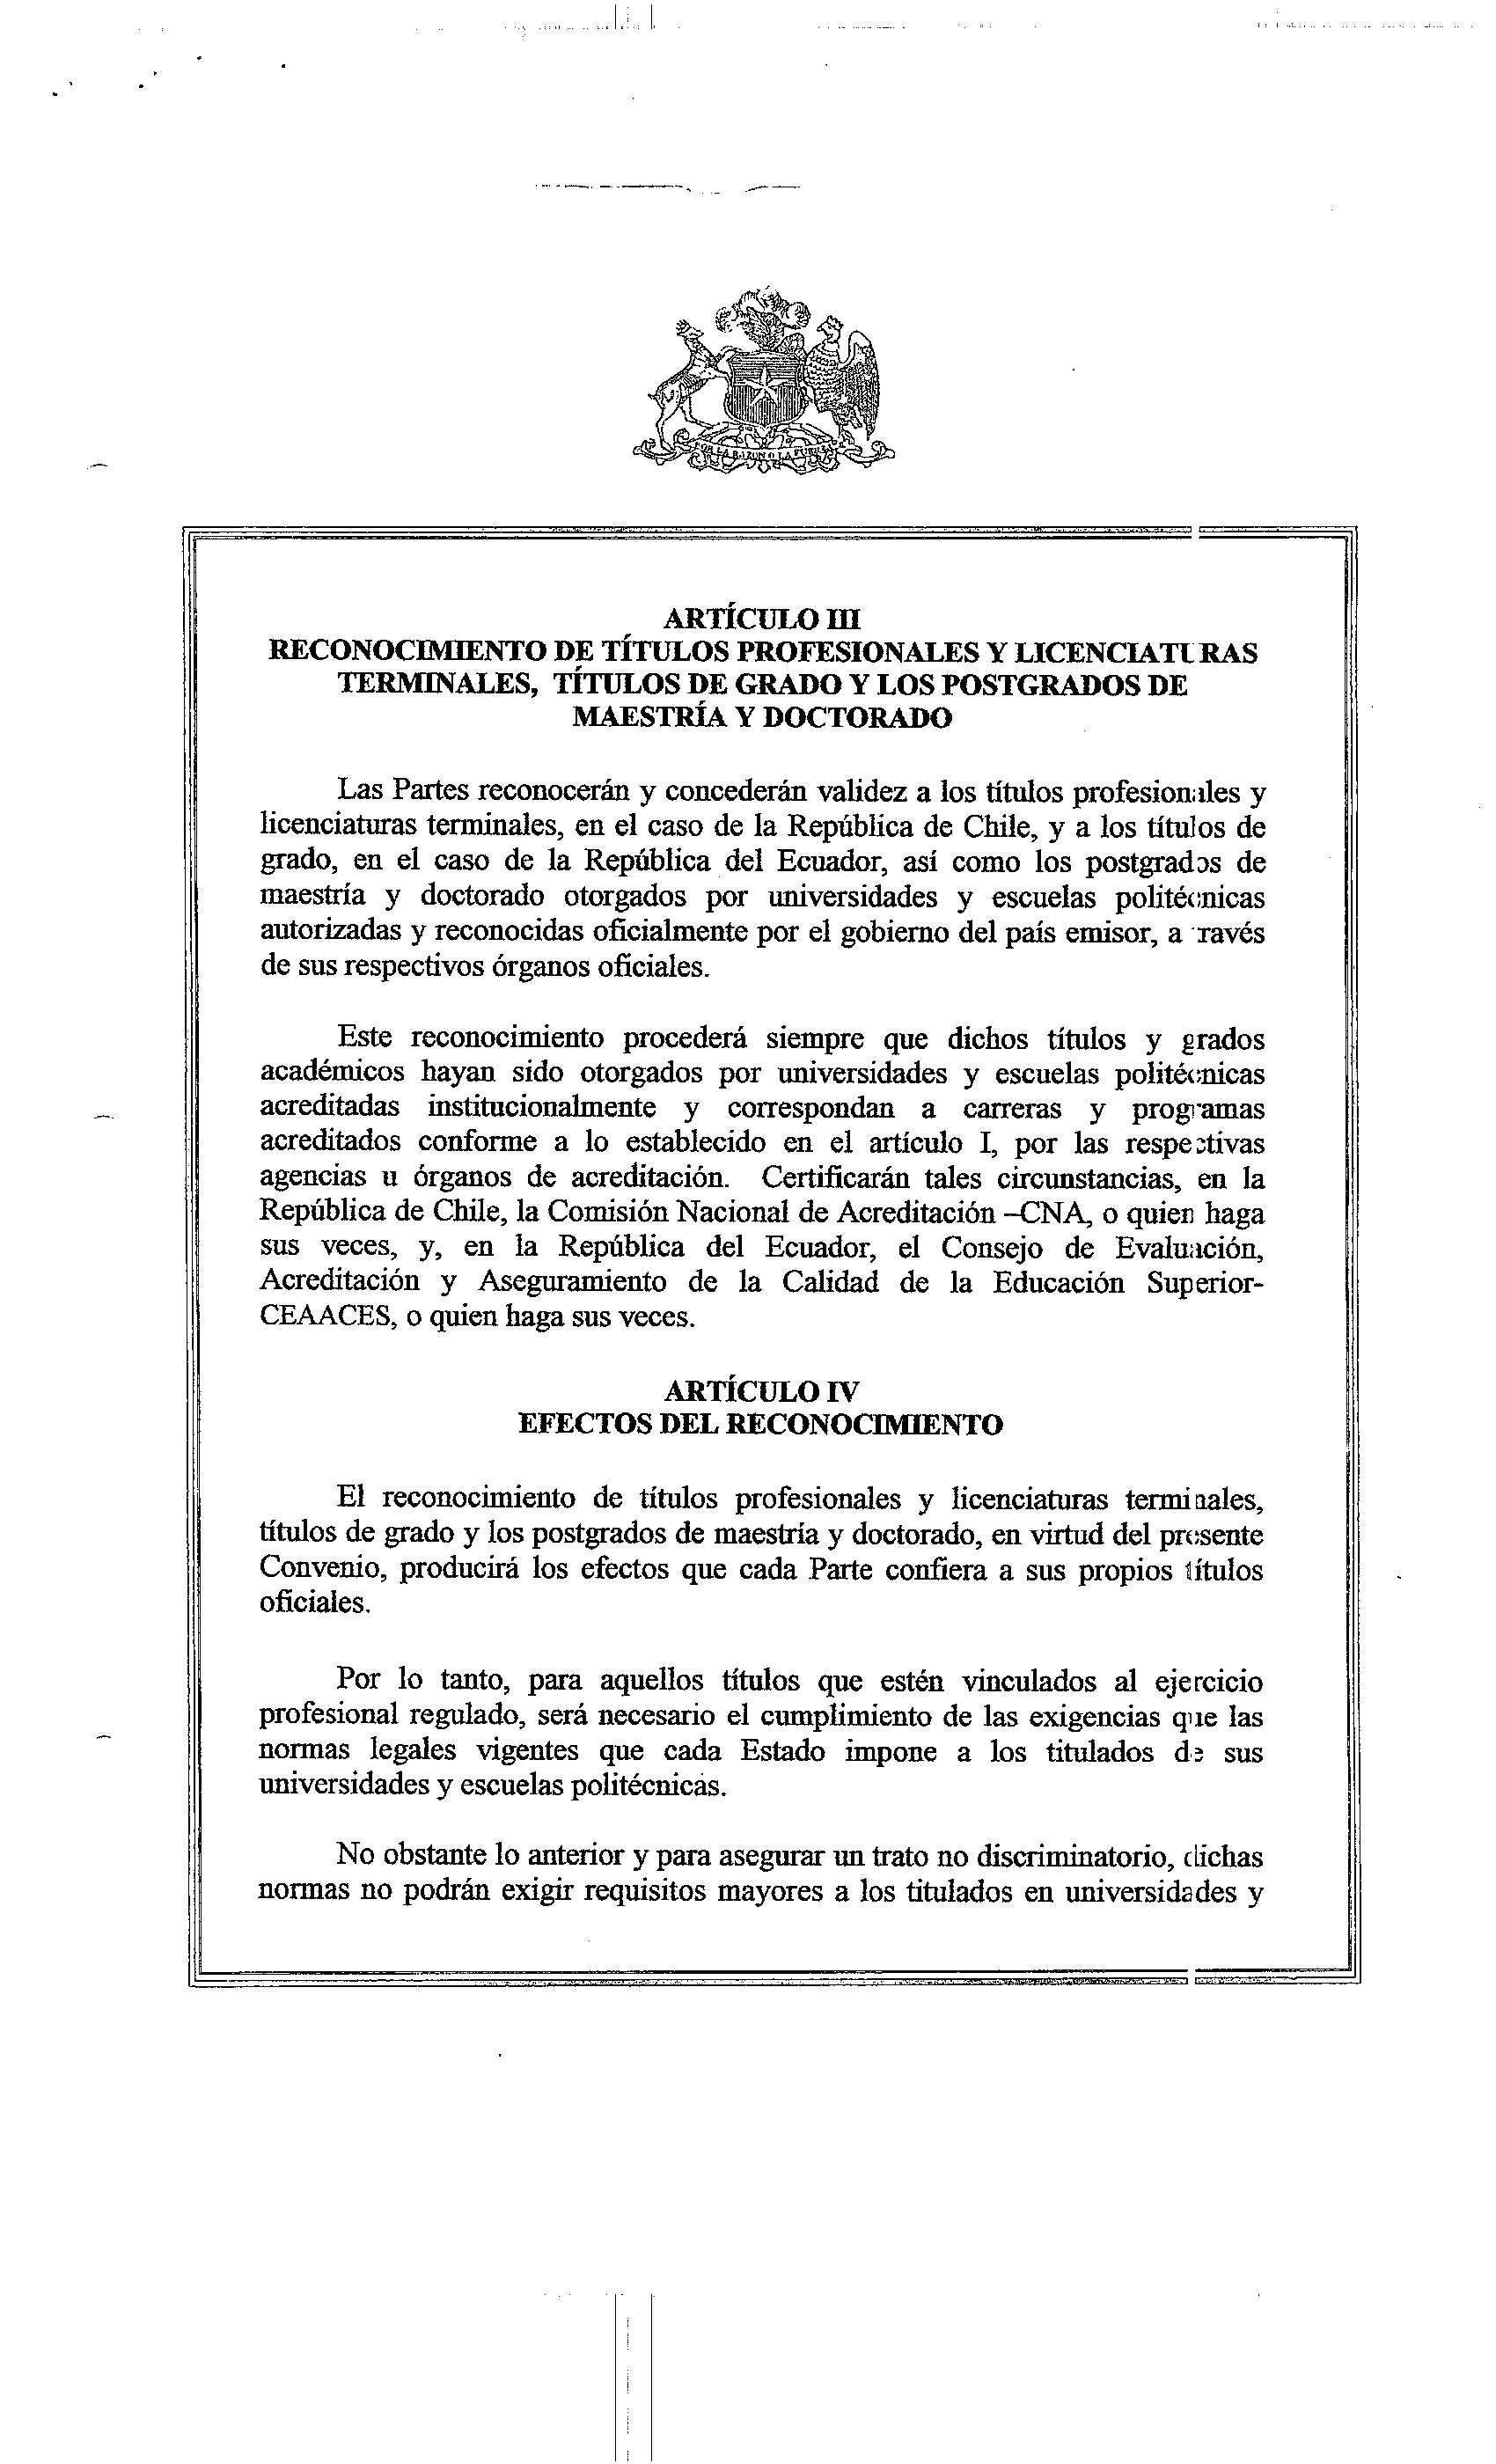 POR LA RAZON O LA FUERZA
ARTÍCULO III
RECONOCIMIENTO DE TÍTULOS PROFESIONALES Y LICENCIATURAS
TERMINALES, TÍTULOS DE GRADO Y LOS POSTGRADOS DE
MAESTRÍA Y DOCTORADO
Las Partes reconocerán y concederán validez a los títulos profesionales y
licenciaturas terminales, en el caso de la República de Chile, y a los títulos de
grado, en el caso de la República del Ecuador, así como los postgrados de
maestría y doctorado otorgados por universidades y escuelas politécnicas
autorizadas y reconocidas oficialmente por el gobierno del país emisor, a través
de sus respectivos órganos oficiales.
Este reconocimiento procederá siempre que dichos títulos y grados
académicos hayan sido otorgados por universidades y escuelas politécnicas
acreditadas institucionalmente y correspondan a carreras y programas
acreditados conforme a lo establecido en el artículo I, por las respectivas
agencias u órganos de acreditación. Certificarán tales circunstancias, en la
República de Chile, la Comisión Nacional de Acreditación –CNA, o quien haga
sus veces, y, en la República del Ecuador, el Consejo de Evaluación,
Acreditación y Aseguramiento de la Calidad de la Educación Superior-
CEAACES, o quien haga sus veces.
ARTÍCULO IV
EFECTOS DEL RECONOCIMIENTO
El reconocimiento de títulos profesionales y licenciaturas terminales,
títulos de grado y los postgrados de maestría y doctorado, en virtud del presente
Convenio, producirá los efectos que cada Parte confiera a sus propios títulos
oficiales.
Por lo tanto, para aquellos títulos que estén vinculados al ejercicio
profesional regulado, será necesario el cumplimiento de las exigencias que las
normas legales vigentes que cada Estado impone a los titulados de sus
universidades y escuelas politécnicas.
No obstante lo anterior y para asegurar un trato no discriminatorio, dichas
normas no podrán exigir requisitos mayores a los titulados en universidades y